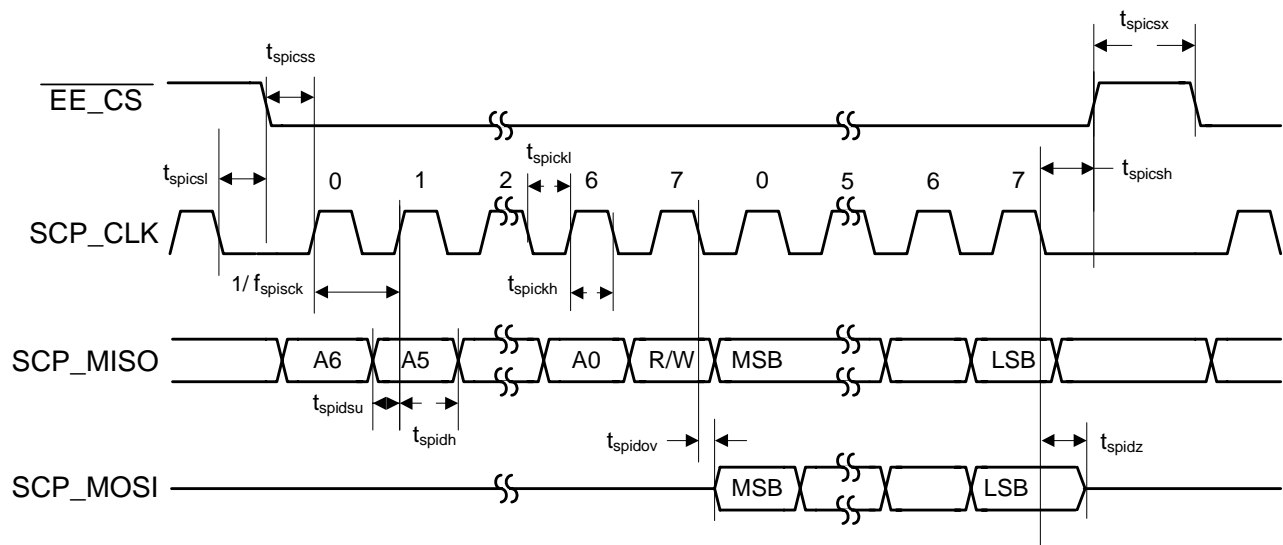 t_spicss
t_spicsx
EE_CS
t_spicsl
t_spickl
t_spicsh
0 1 2 6 7 0 5 6 7
SCP_CLK
1/ f_spisck
t_spickh
SCP_MISO A6 A5 A0 R/W MSB LSB
t_spidsu
t_spidh
t_spidov
t_spidz
SCP_MOSI MSB LSB